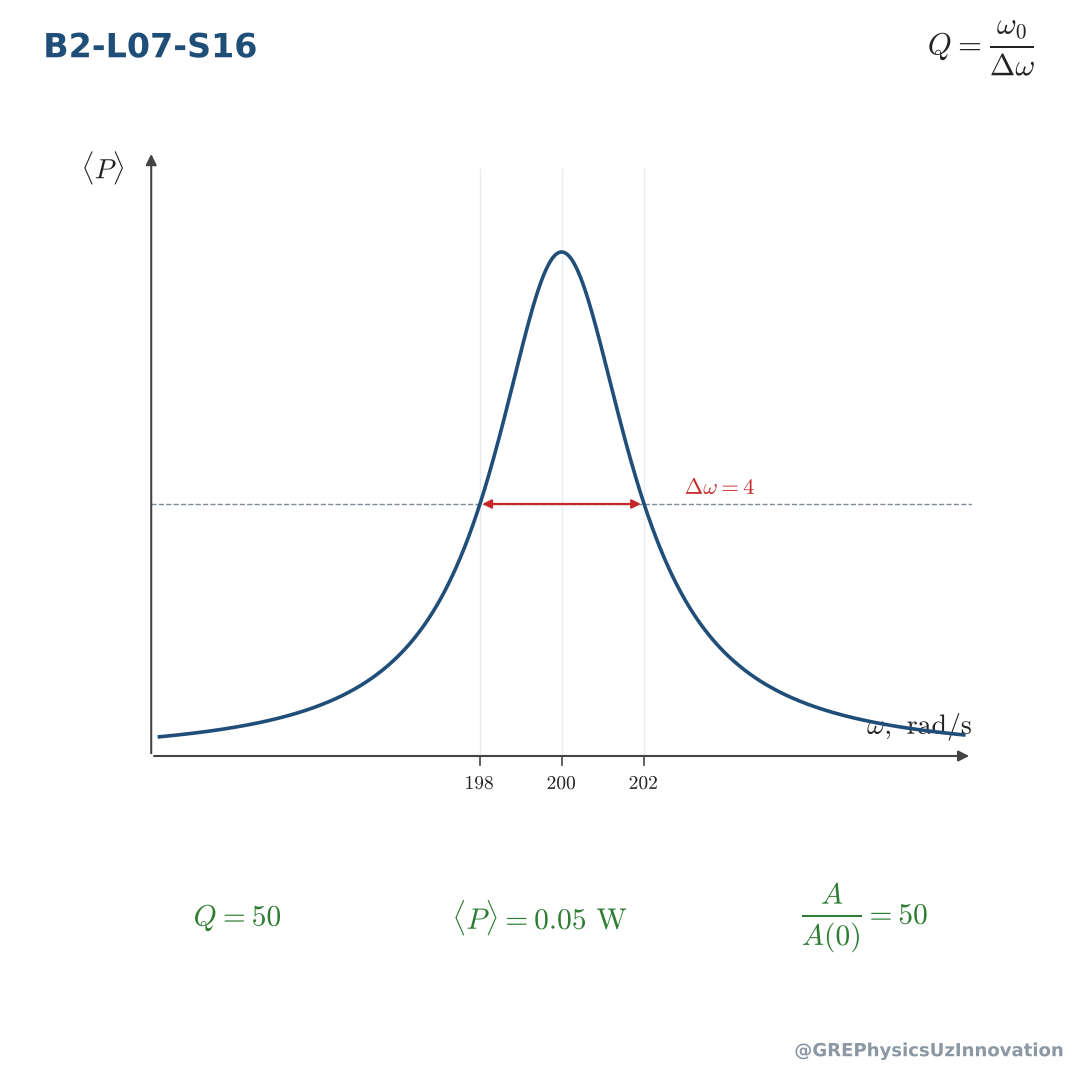 B2-L07-S16
Q = ω₀/Δω
⟨P⟩
Δω = 4
ω, rad/s
198 200 202
Q = 50
⟨P⟩ = 0.05 W
A/A(0) = 50
@GREPhysicsUzInnovation